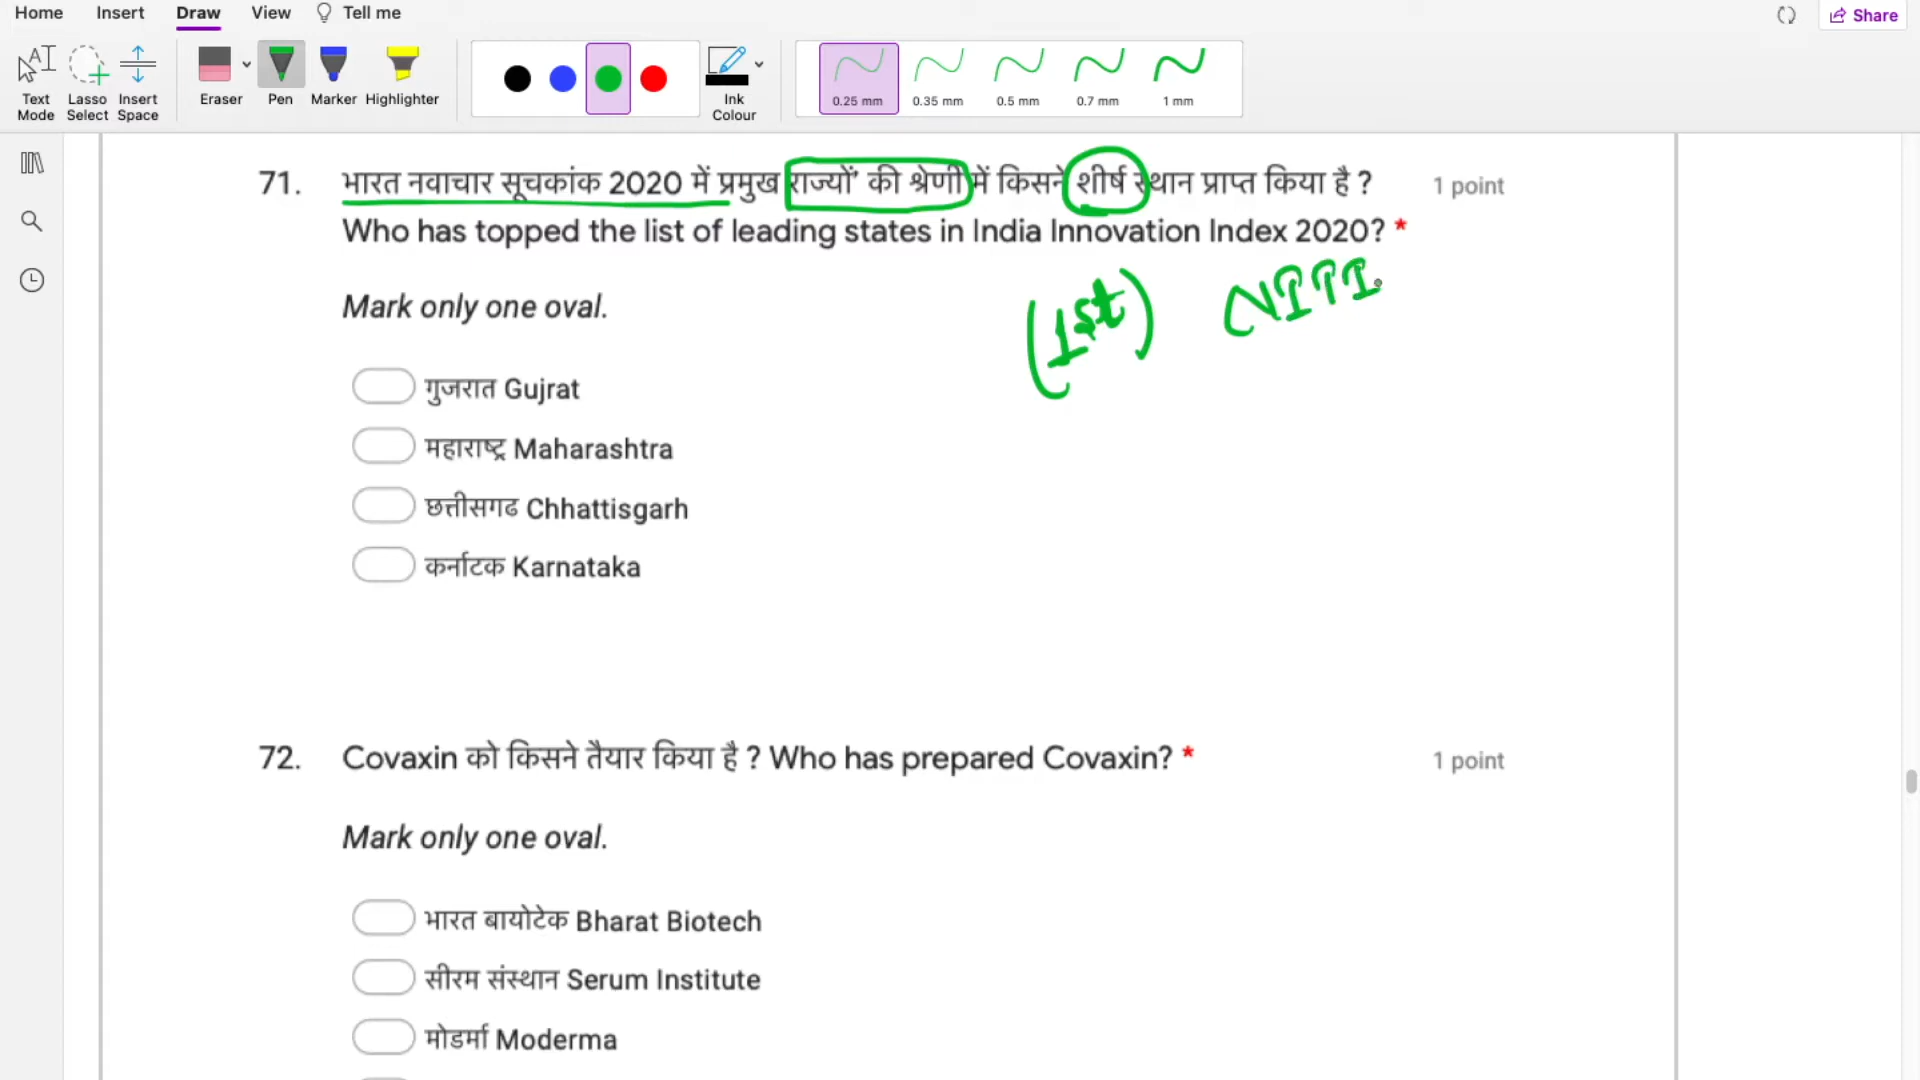 Home Insert Draw View Tell me Share
Text Mode Lasso Select Insert Space Eraser Pen Marker Highlighter Ink Colour 0.25 mm 0.35 mm 0.5 mm 0.7 mm 1 mm
71. भारत नवाचार सूचकांक 2020 में प्रमुख राज्यों' की श्रेणी में किसने शीर्ष स्थान प्राप्त किया है ? 1 point
Who has topped the list of leading states in India Innovation Index 2020? *
(1st) NITI
Mark only one oval.
गुजरात Gujrat
महाराष्ट्र Maharashtra
छत्तीसगढ Chhattisgarh
कर्नाटक Karnataka
72. Covaxin को किसने तैयार किया है ? Who has prepared Covaxin? * 1 point
Mark only one oval.
भारत बायोटेक Bharat Biotech
सीरम संस्थान Serum Institute
मोडर्मा Moderma